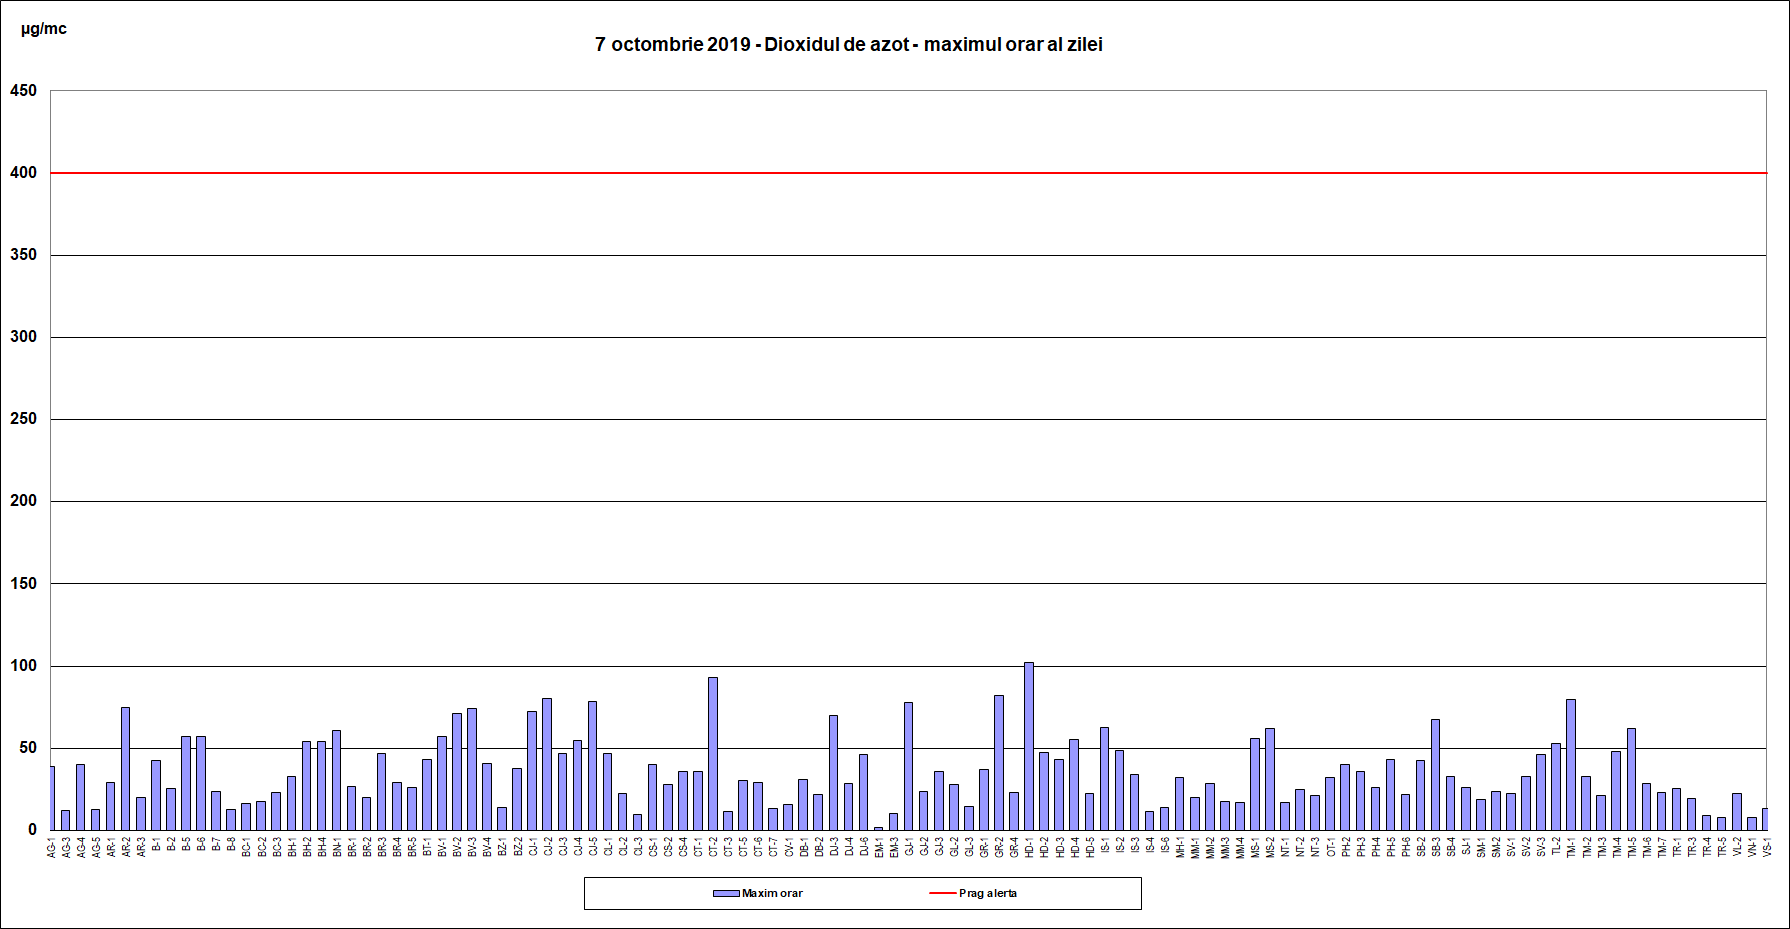 µg/mc
7 octombrie 2019 - Dioxidul de azot - maximul orar al zilei
450
400
350
300
250
200
150
100
50
0
AG-1 AG-3 AG-4 AG-5 AR-1 AR-2 AR-3 B-1 B-2 B-5 B-6 B-7 B-8 BC-1 BC-2 BC-3 BH-1 BH-2 BH-4 BN-1 BR-1 BR-2 BR-3 BR-4 BR-5 BT-1 BV-1 BV-2 BV-3 BV-4 BZ-1 BZ-2 CJ-1 CJ-2 CJ-3 CJ-4 CJ-5 CL-1 CL-2 CL-3 CS-1 CS-2 CS-4 CT-1 CT-2 CT-3 CT-5 CT-6 CT-7 CV-1 DB-1 DB-2 DJ-3 DJ-4 DJ-6 EM-1 EM-3 GJ-1 GJ-2 GJ-3 GL-2 GL-3 GR-1 GR-2 GR-4 HD-1 HD-2 HD-3 HD-4 HD-5 IS-1 IS-2 IS-3 IS-4 IS-6 MH-1 MM-1 MM-2 MM-3 MM-4 MS-1 MS-2 NT-1 NT-2 NT-3 OT-1 PH-2 PH-3 PH-4 PH-5 PH-6 SB-2 SB-3 SB-4 SJ-1 SM-1 SM-2 SV-1 SV-2 SV-3 TL-2 TM-1 TM-2 TM-3 TM-4 TM-5 TM-6 TM-7 TR-1 TR-3 TR-4 TR-5 VL-2 VN-1 VS-1
Maxim orar
Prag alerta